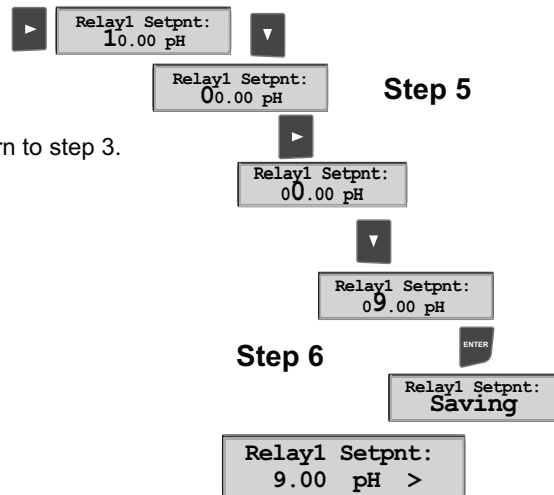 Relay1 Setpnt:
10.00 pH
Relay1 Setpnt:
00.00 pH
Step 5
rn to step 3.
Relay1 Setpnt:
00.00 pH
Relay1 Setpnt:
09.00 pH
Step 6
ENTER
Relay1 Setpnt:
Saving
Relay1 Setpnt:
9.00 pH >